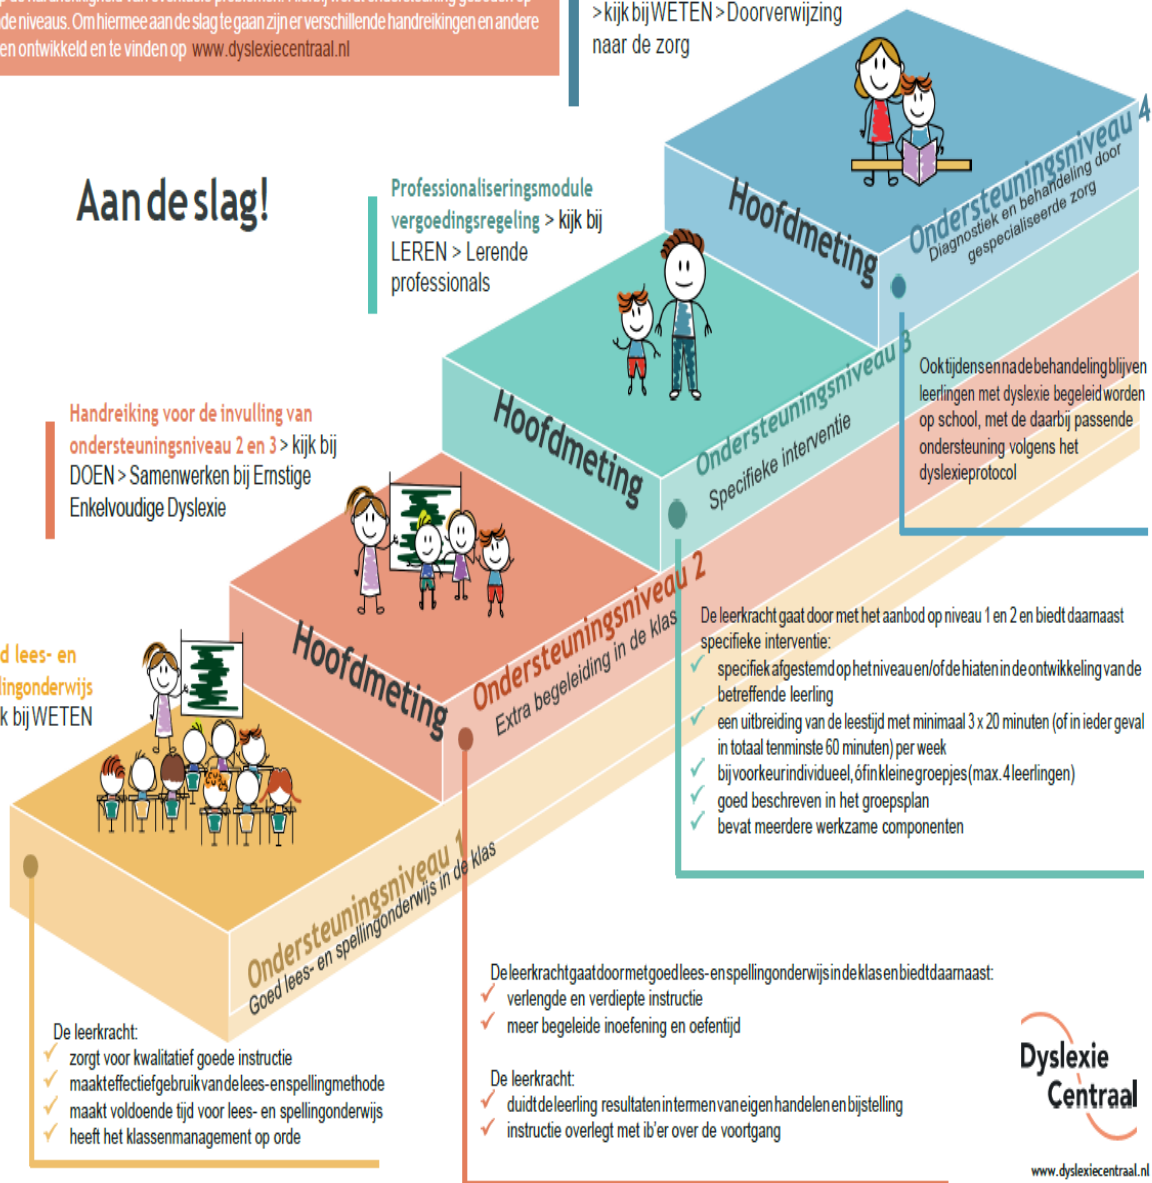 de niveaus. Om hiermee aan de slag te gaan zijn er verschillende handreikingen en andere
en ontwikkeld en te vinden op www.dyslexiecentraal.nl
> kijk bij WETEN > Doorverwijzing
naar de zorg
Aan de slag!
Professionaliseringsmodule
vergoedingsregeling > kijk bij
LEREN > Lerende
professionals
Handreiking voor de invulling van
ondersteuningsniveau 2 en 3 > kijk bij
DOEN > Samenwerken bij Ernstige
Enkelvoudige Dyslexie
d lees- en
lingonderwijs
k bij WETEN
Hoofdmeting
Ondersteuningsniveau 4
Diagnostiek en behandeling door
gespecialiseerde zorg
Hoofdmeting
Ondersteuningsniveau 3
Specifieke interventie
Hoofdmeting
Ondersteuningsniveau 2
Extra begeleiding in de klas
Ondersteuningsniveau 1
Goed lees- en spellingonderwijs in de klas
Ook tijdens en na de behandeling blijven
leerlingen met dyslexie begeleid worden
op school, met de daarbij passende
ondersteuning volgens het
dyslexieprotocol
De leerkracht gaat door met het aanbod op niveau 1 en 2 en biedt daarnaast
specifieke interventie:
✓ specifiek afgestemd op het niveau en/of de hiaten in de ontwikkeling van de
betreffende leerling
✓ een uitbreiding van de leestijd met minimaal 3 x 20 minuten (of in ieder geval
in totaal tenminste 60 minuten) per week
✓ bij voorkeur individueel, óf in kleine groepjes (max. 4 leerlingen)
✓ goed beschreven in het groepsplan
✓ bevat meerdere werkzame componenten
De leerkracht gaat door met goed lees- en spellingonderwijs in de klas en biedt daarnaast:
✓ verlengde en verdiepte instructie
✓ meer begeleide inoefening en oefentijd
De leerkracht:
✓ duidt de leerling resultaten in termen van eigen handelen en bijstelling
✓ instructie overlegt met ib'er over de voortgang
De leerkracht:
✓ zorgt voor kwalitatief goede instructie
✓ maakt effectief gebruik van de lees- en spellingmethode
✓ maakt voldoende tijd voor lees- en spellingonderwijs
✓ heeft het klassenmanagement op orde
Dyslexie
Centraal
www.dyslexiecentraal.nl